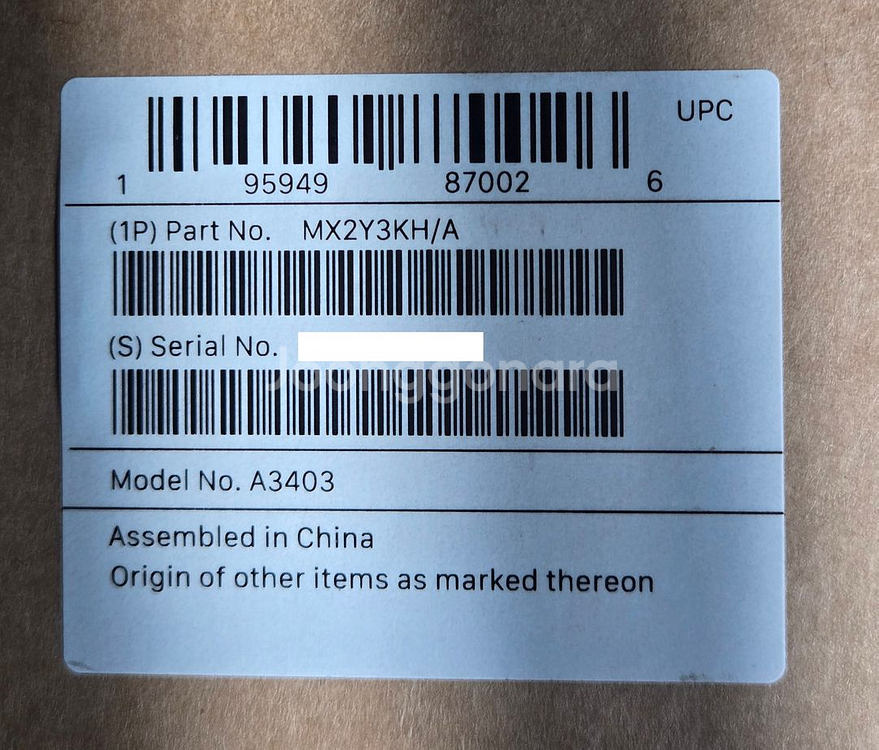 UPC
1 95949 87002 6
(1P) Part No. MX2Y3KH/A
(S) Serial No.
Joonggonara
Model No. A3403
Assembled in China
Origin of other items as marked thereon